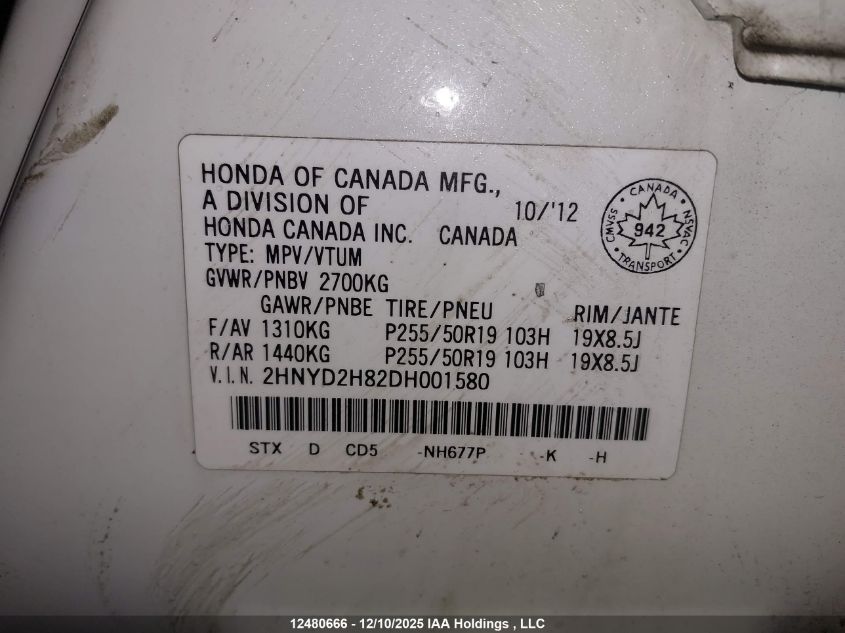 HONDA OF CANADA MFG.,
A DIVISION OF
HONDA CANADA INC. CANADA
10/'12
CANADA
CMVSS
942
NSVAC
TRANSPORT
TYPE: MPV/VTUM
GVWR/PNBV 2700KG
GAWR/PNBE TIRE/PNEU RIM/JANTE
F/AV 1310KG P255/50R19 103H 19X8.5J
R/AR 1440KG P255/50R19 103H 19X8.5J
V.I.N. 2HNYD2H82DH001580
STX D CD5 -NH677P -K -H
12480666 - 12/10/2025 IAA Holdings , LLC